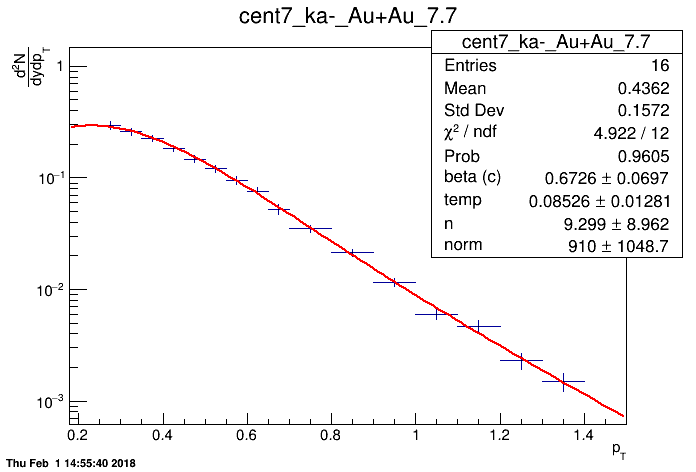 cent7_ka-_Au+Au_7.7
d²N
dydp_T
cent7_ka-_Au+Au_7.7
Entries 16
Mean 0.4362
Std Dev 0.1572
χ² / ndf 4.922 / 12
Prob 0.9605
beta (c) 0.6726 ± 0.0697
temp 0.08526 ± 0.01281
n 9.299 ± 8.962
norm 910 ± 1048.7
1
10⁻¹
10⁻²
10⁻³
0.2 0.4 0.6 0.8 1 1.2 1.4
p_T
Thu Feb 1 14:55:40 2018